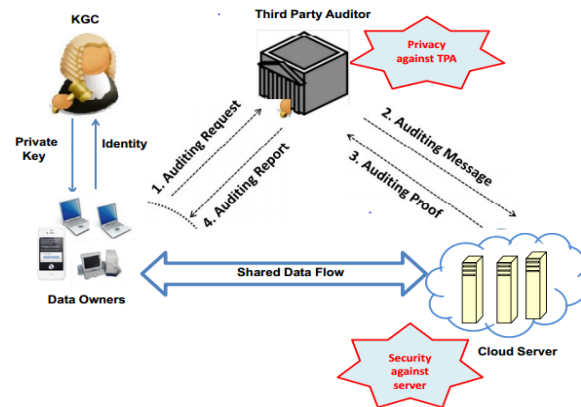 KGC
Third Party Auditor
Privacy
against TPA
Private
Key
Identity
1. Auditing Request
4. Auditing Report
2. Auditing Message
3. Auditing Proof
Shared Data Flow
Data Owners
Cloud Server
Security
against
server